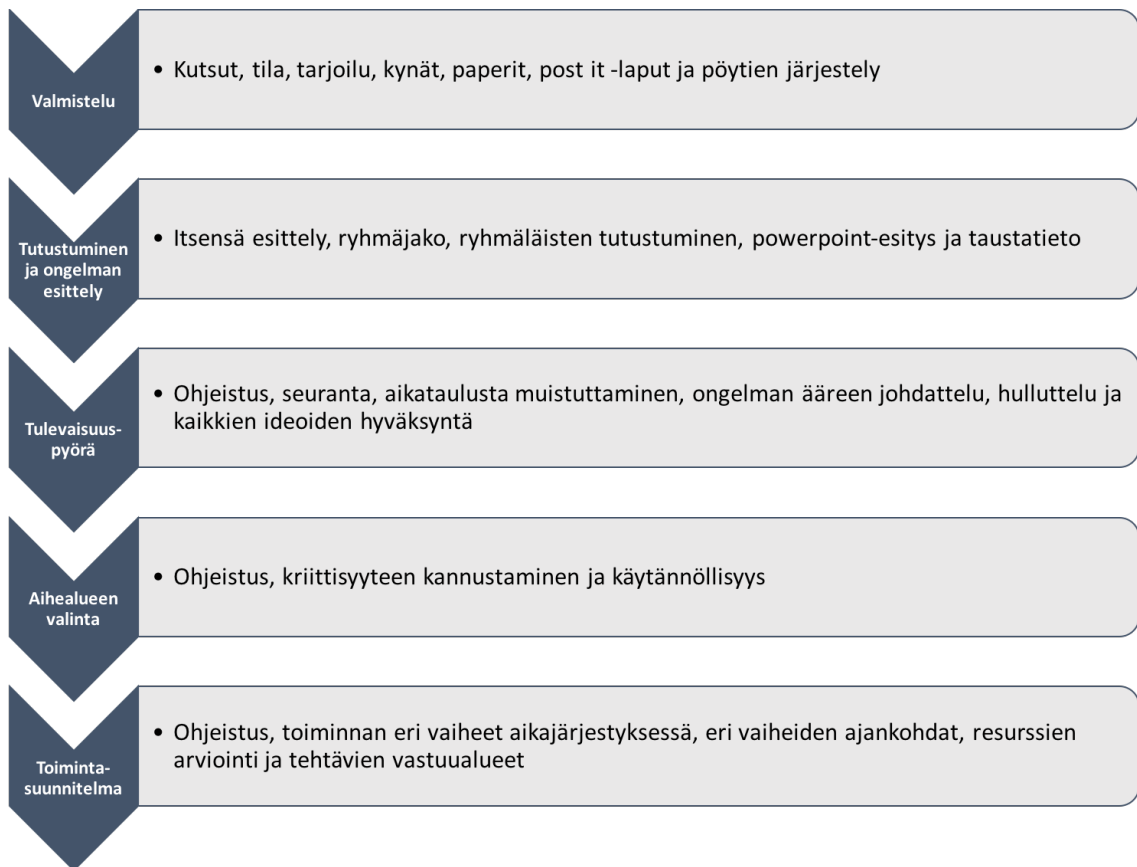 Valmistelu
• Kutsut, tila, tarjoilu, kynät, paperit, post it -laput ja pöytien järjestely
Tutustuminen
ja ongelman
esittely
• Itsensä esittely, ryhmäjako, ryhmäläisten tutustuminen, powerpoint-esitys ja taustatieto
Tulevaisuus-
pyörä
• Ohjeistus, seuranta, aikataulusta muistuttaminen, ongelman ääreen johdattelu, hulluttelu ja
kaikkien ideoiden hyväksyntä
Aihealueen
valinta
• Ohjeistus, kriittisyyteen kannustaminen ja käytännöllisyys
Toiminta-
suunnitelma
• Ohjeistus, toiminnan eri vaiheet aikajärjestyksessä, eri vaiheiden ajankohdat, resurssien
arviointi ja tehtävien vastuualueet